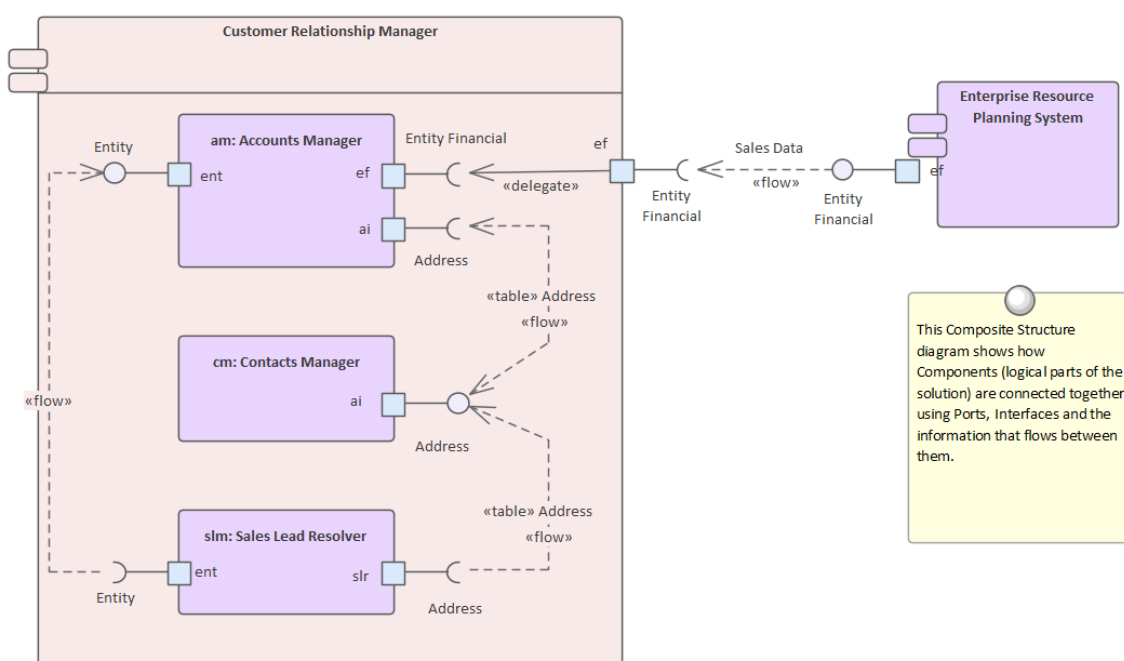 Customer Relationship Manager
Enterprise Resource
Planning System
am: Accounts Manager
Entity Financial
Entity
ef
Sales Data
ent
ef
«delegate»
«flow»
ef
Entity
Financial
Entity
Financial
ai
Address
«table» Address
«flow»
This Composite Structure
diagram shows how
Components (logical parts of the
solution) are connected together
using Ports, Interfaces and the
information that flows between
them.
cm: Contacts Manager
«flow»
ai
Address
«table» Address
slm: Sales Lead Resolver
«flow»
ent
slr
Entity
Address